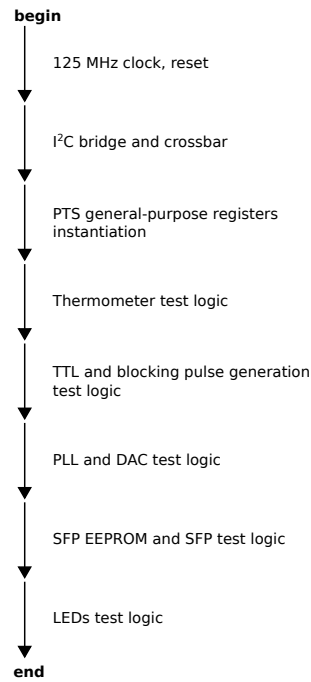 begin
125 MHz clock, reset
I²C bridge and crossbar
PTS general-purpose registers
instantiation
Thermometer test logic
TTL and blocking pulse generation
test logic
PLL and DAC test logic
SFP EEPROM and SFP test logic
LEDs test logic
end